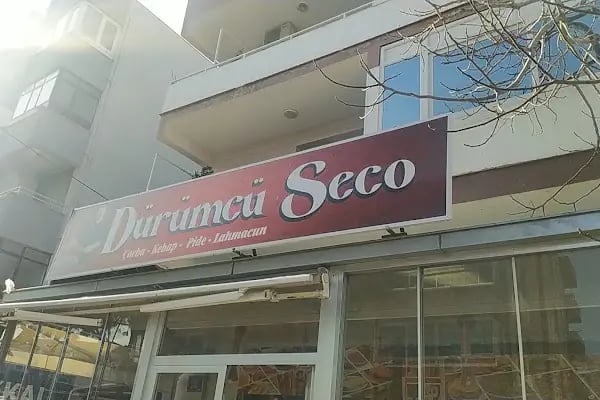 Dürümcü Seco
Çorba - Kebap - Pide - Lahmacun